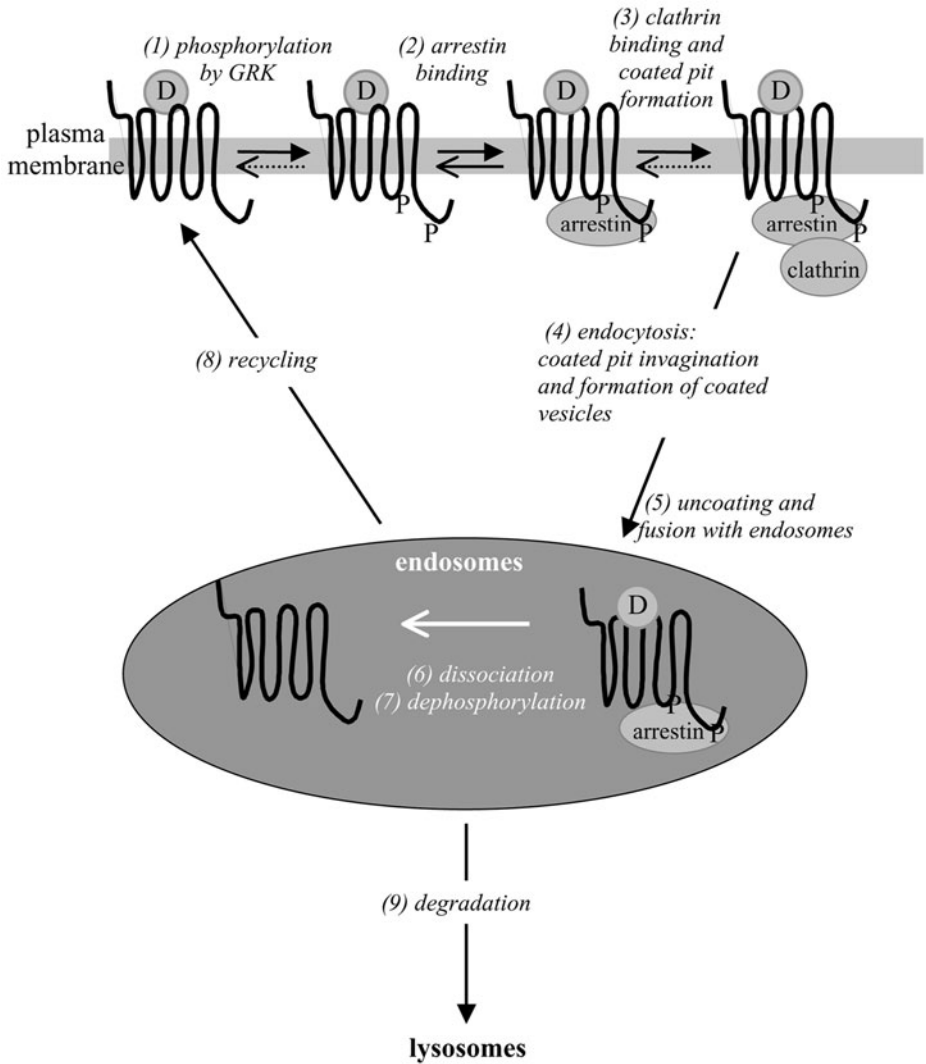 (1) phosphorylation
by GRK
(2) arrestin
binding
(3) clathrin
binding and
coated pit
formation
D
D
D
D
plasma
membrane
P
P
P
arrestin
P
P
arrestin
P
clathrin
(4) endocytosis:
coated pit invagination
and formation of coated
vesicles
(8) recycling
(5) uncoating and
fusion with endosomes
endosomes
D
(6) dissociation
(7) dephosphorylation
P
arrestin
P
(9) degradation
lysosomes